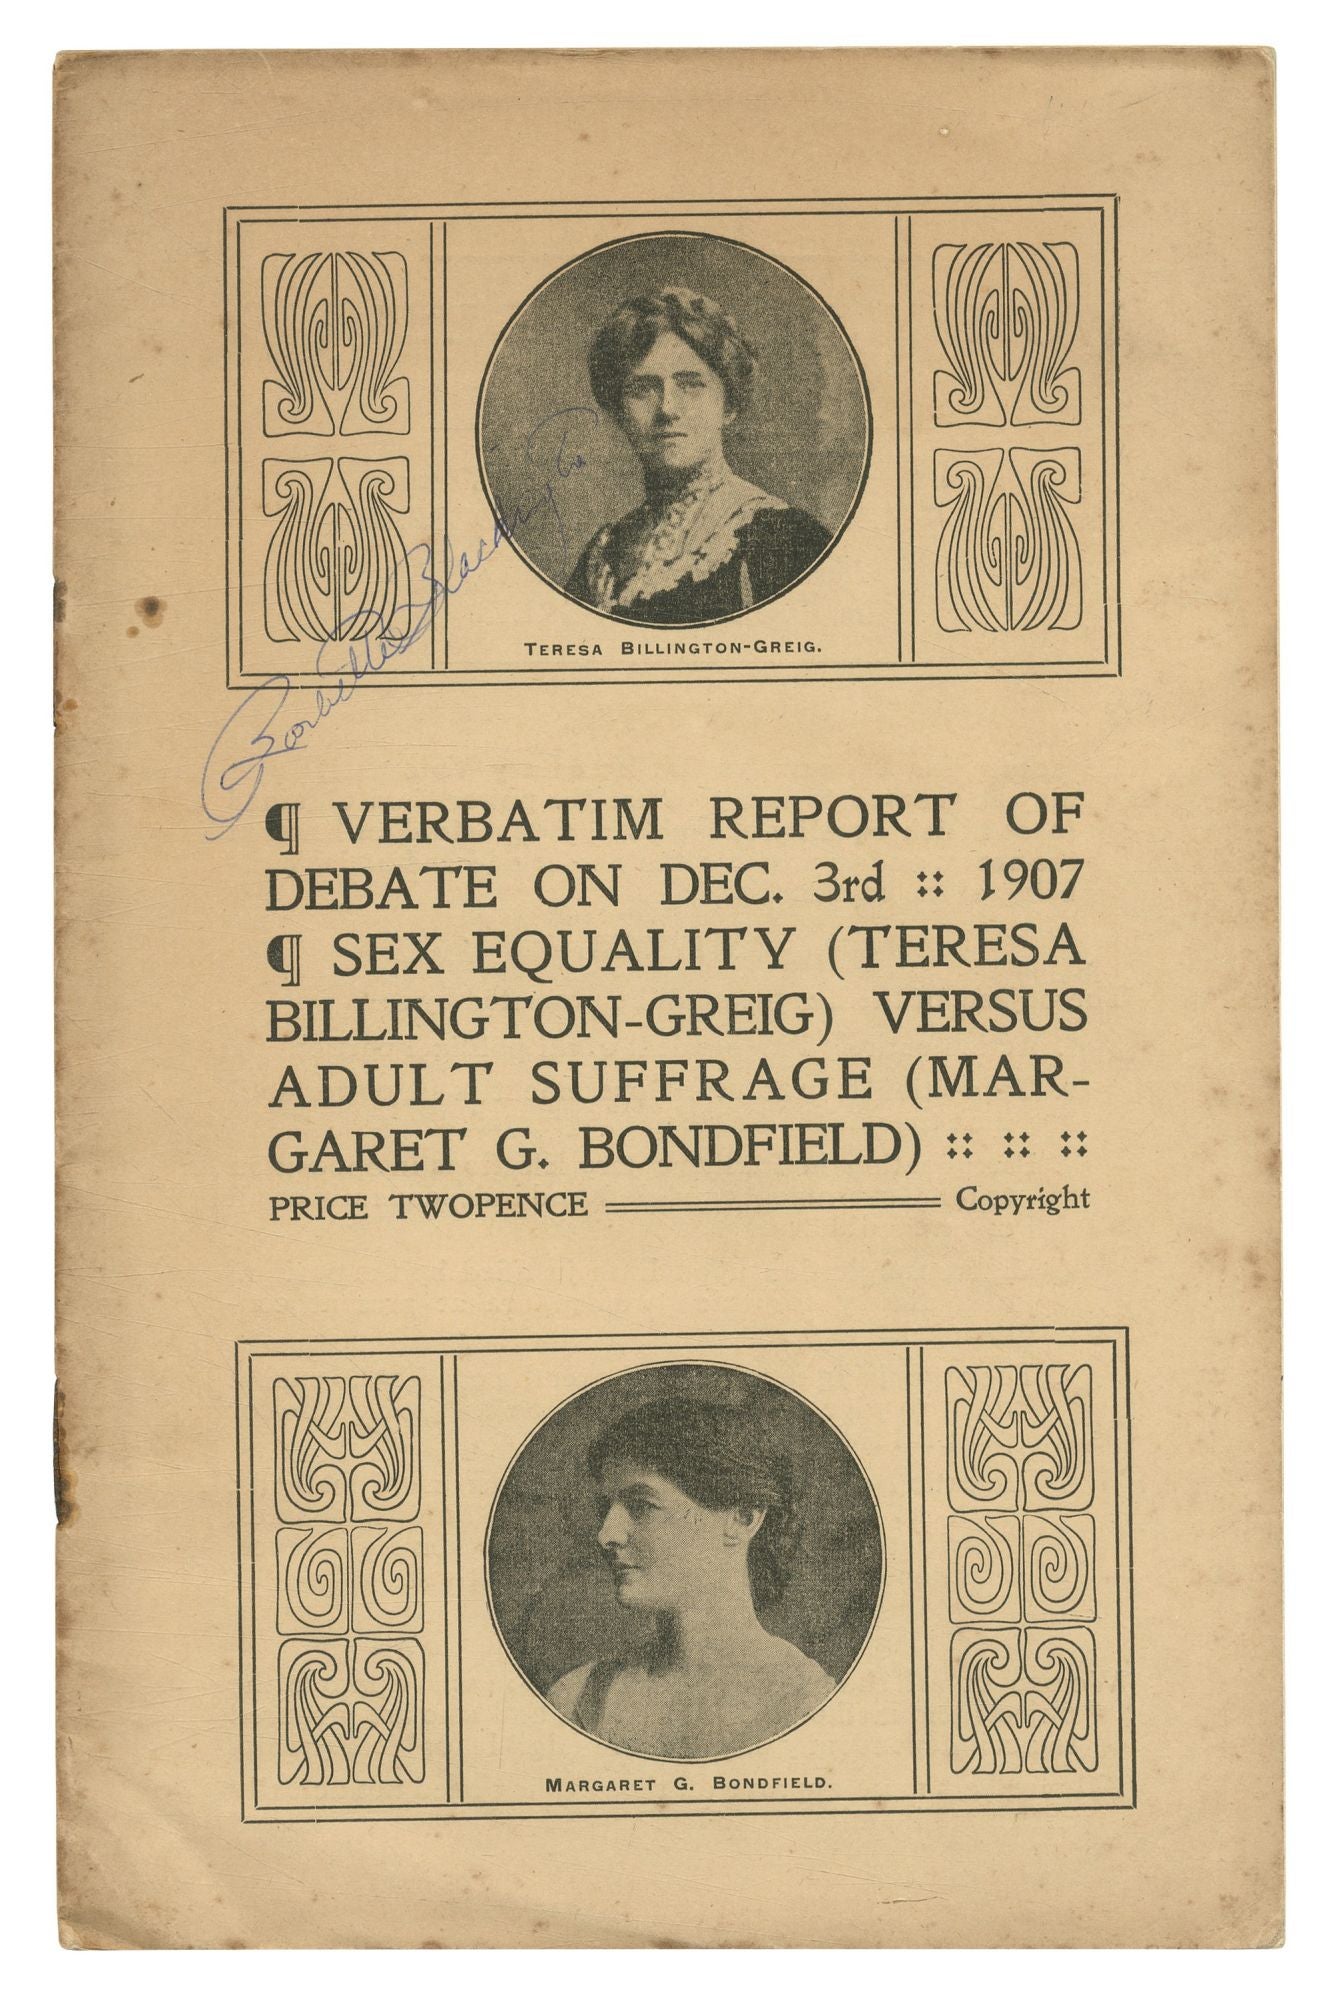 TERESA BILLINGTON-GREIG.
¶ VERBATIM REPORT OF
DEBATE ON DEC. 3rd :: 1907
¶ SEX EQUALITY (TERESA
BILLINGTON-GREIG) VERSUS
ADULT SUFFRAGE (MAR-
GARET G. BONDFIELD) :: :: ::
PRICE TWOPENCE Copyright
MARGARET G. BONDFIELD.